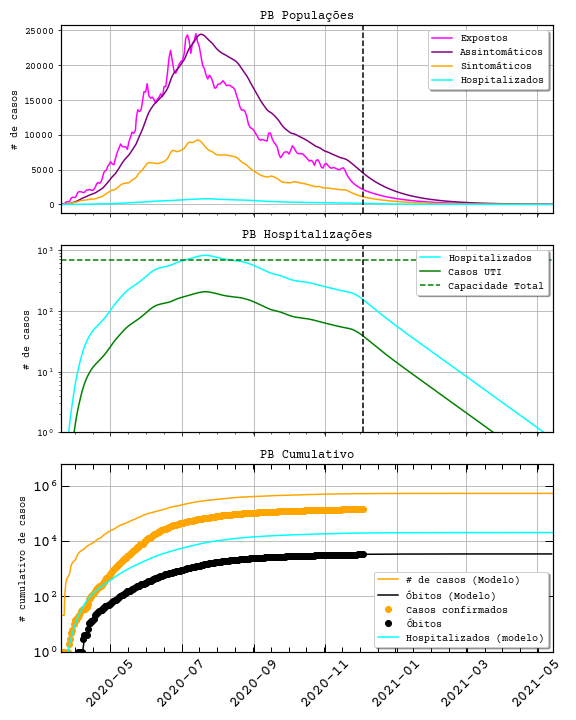 PB Populações
25000
20000
15000
10000
5000
0
# de casos
Expostos
Assintomáticos
Sintomáticos
Hospitalizados
PB Hospitalizações
10³
10²
10¹
10⁰
# de casos
Hospitalizados
Casos UTI
Capacidade Total
PB Cumulativo
10⁶
10⁴
10²
10⁰
# cumulativo de casos
# de casos (Modelo)
Óbitos (Modelo)
Casos confirmados
Óbitos
Hospitalizados (modelo)
2020-05
2020-07
2020-09
2020-11
2021-01
2021-03
2021-05